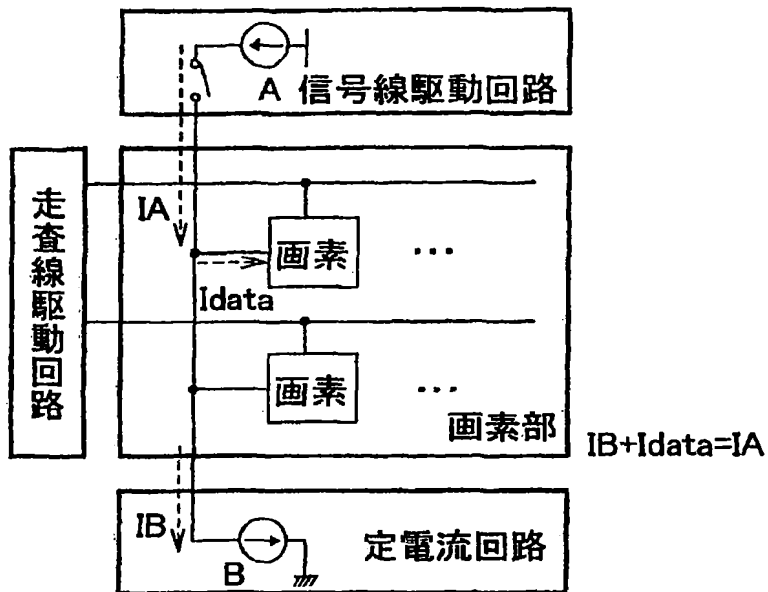 A 信号線駆動回路
走査線駆動回路
IA
画素 …
Idata
画素 …
画素部
IB+Idata=IA
IB
B
定電流回路